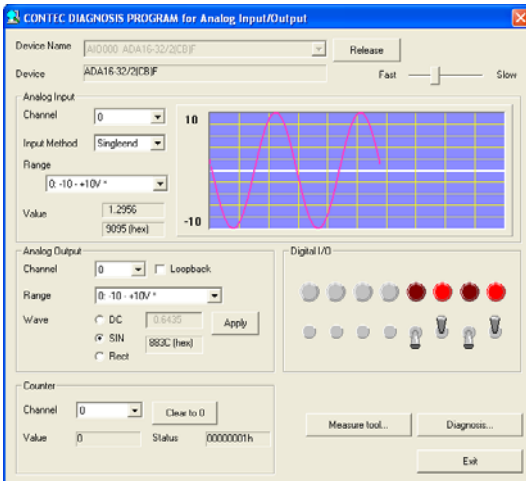 CONTEC DIAGNOSIS PROGRAM for Analog Input/Output
Device Name AIO000 ADA16-32/2(CB)F Release
Device ADA16-32/2(CB)F Fast Slow
Analog Input
Channel 0
Input Method Singleend
Range
0: -10 - +10V *
Value 1.2956
9095 (hex)
10
-10
Analog Output
Channel 0 Loopback
Range 0: -10 - +10V *
Wave DC 0.6435 Apply
SIN 883C (hex)
Rect
Digital I/O
Counter
Channel 0 Clear to 0
Value 0 Status 00000001h
Measure tool... Diagnosis...
Exit